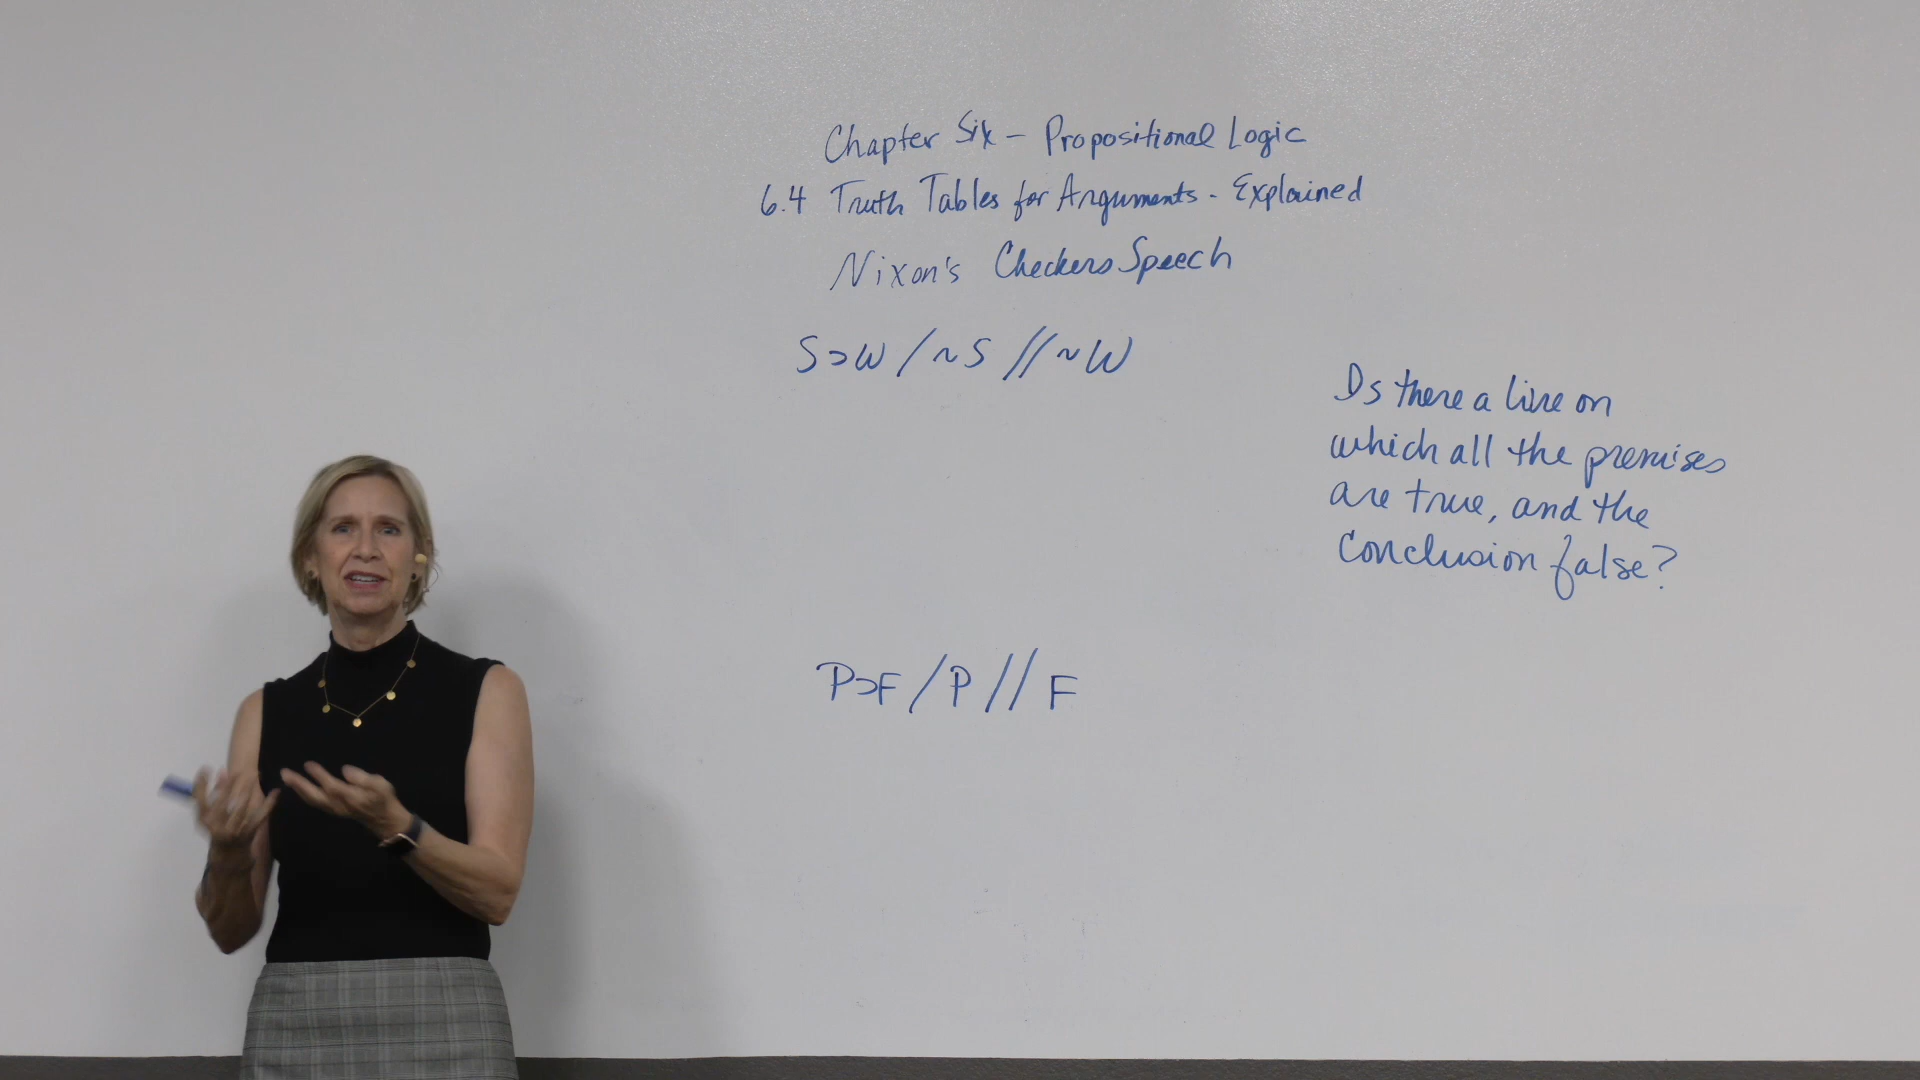 Chapter Six – Propositional Logic
6.4 Truth Tables for Arguments - Explained
Nixon's Checkers Speech
S⊃W / ~S // ~W
Is there a line on
which all the premises
are true, and the
Conclusion false?
P⊃F / P // F